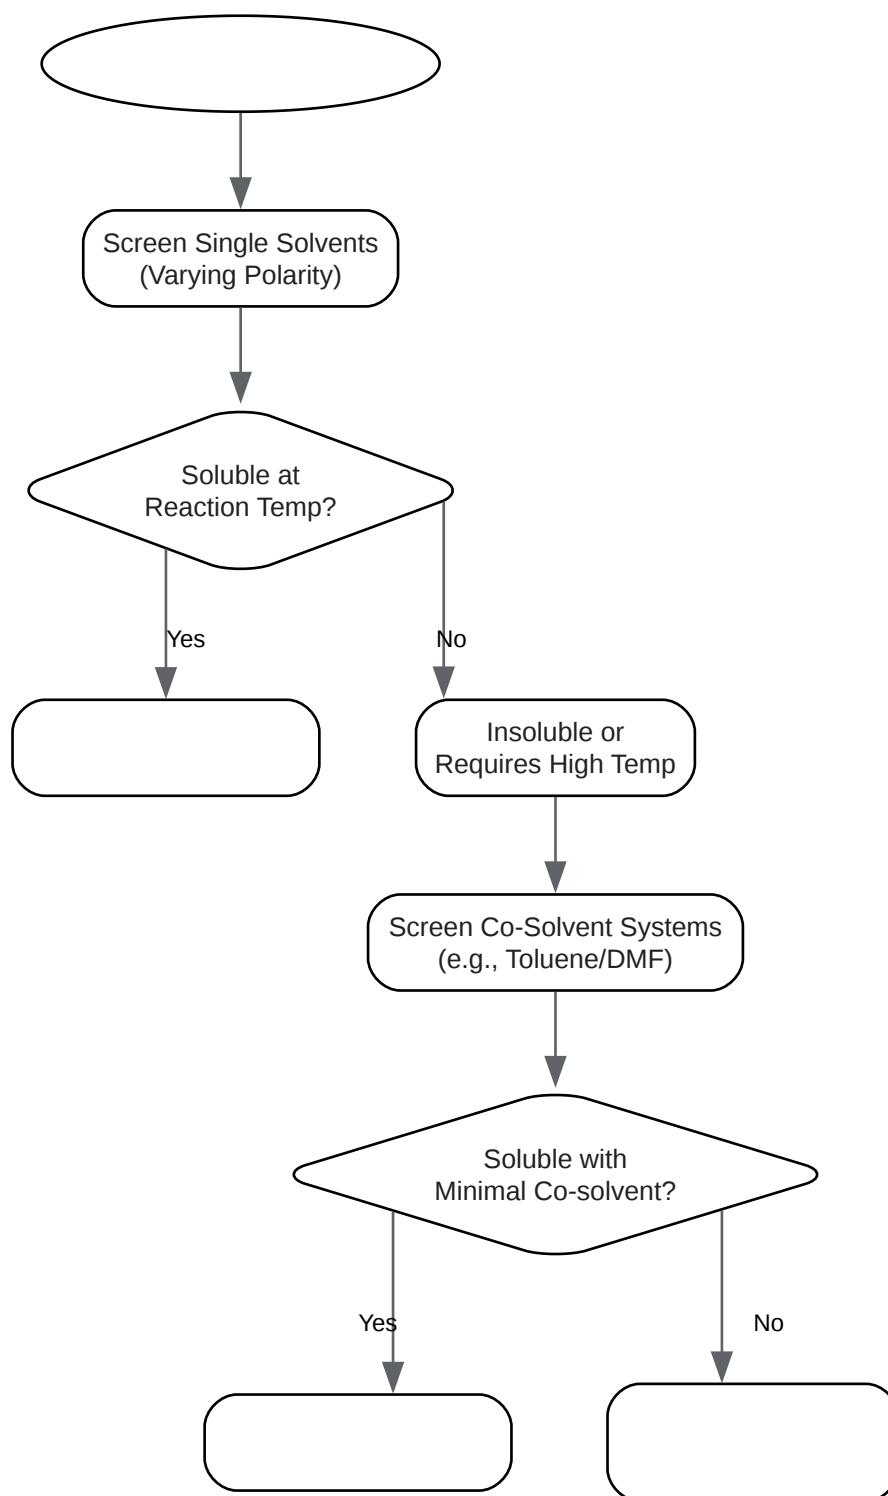 Screen Single Solvents
(Varying Polarity)
Soluble at
Reaction Temp?
Yes
No
Insoluble or
Requires High Temp
Screen Co-Solvent Systems
(e.g., Toluene/DMF)
Soluble with
Minimal Co-solvent?
Yes
No